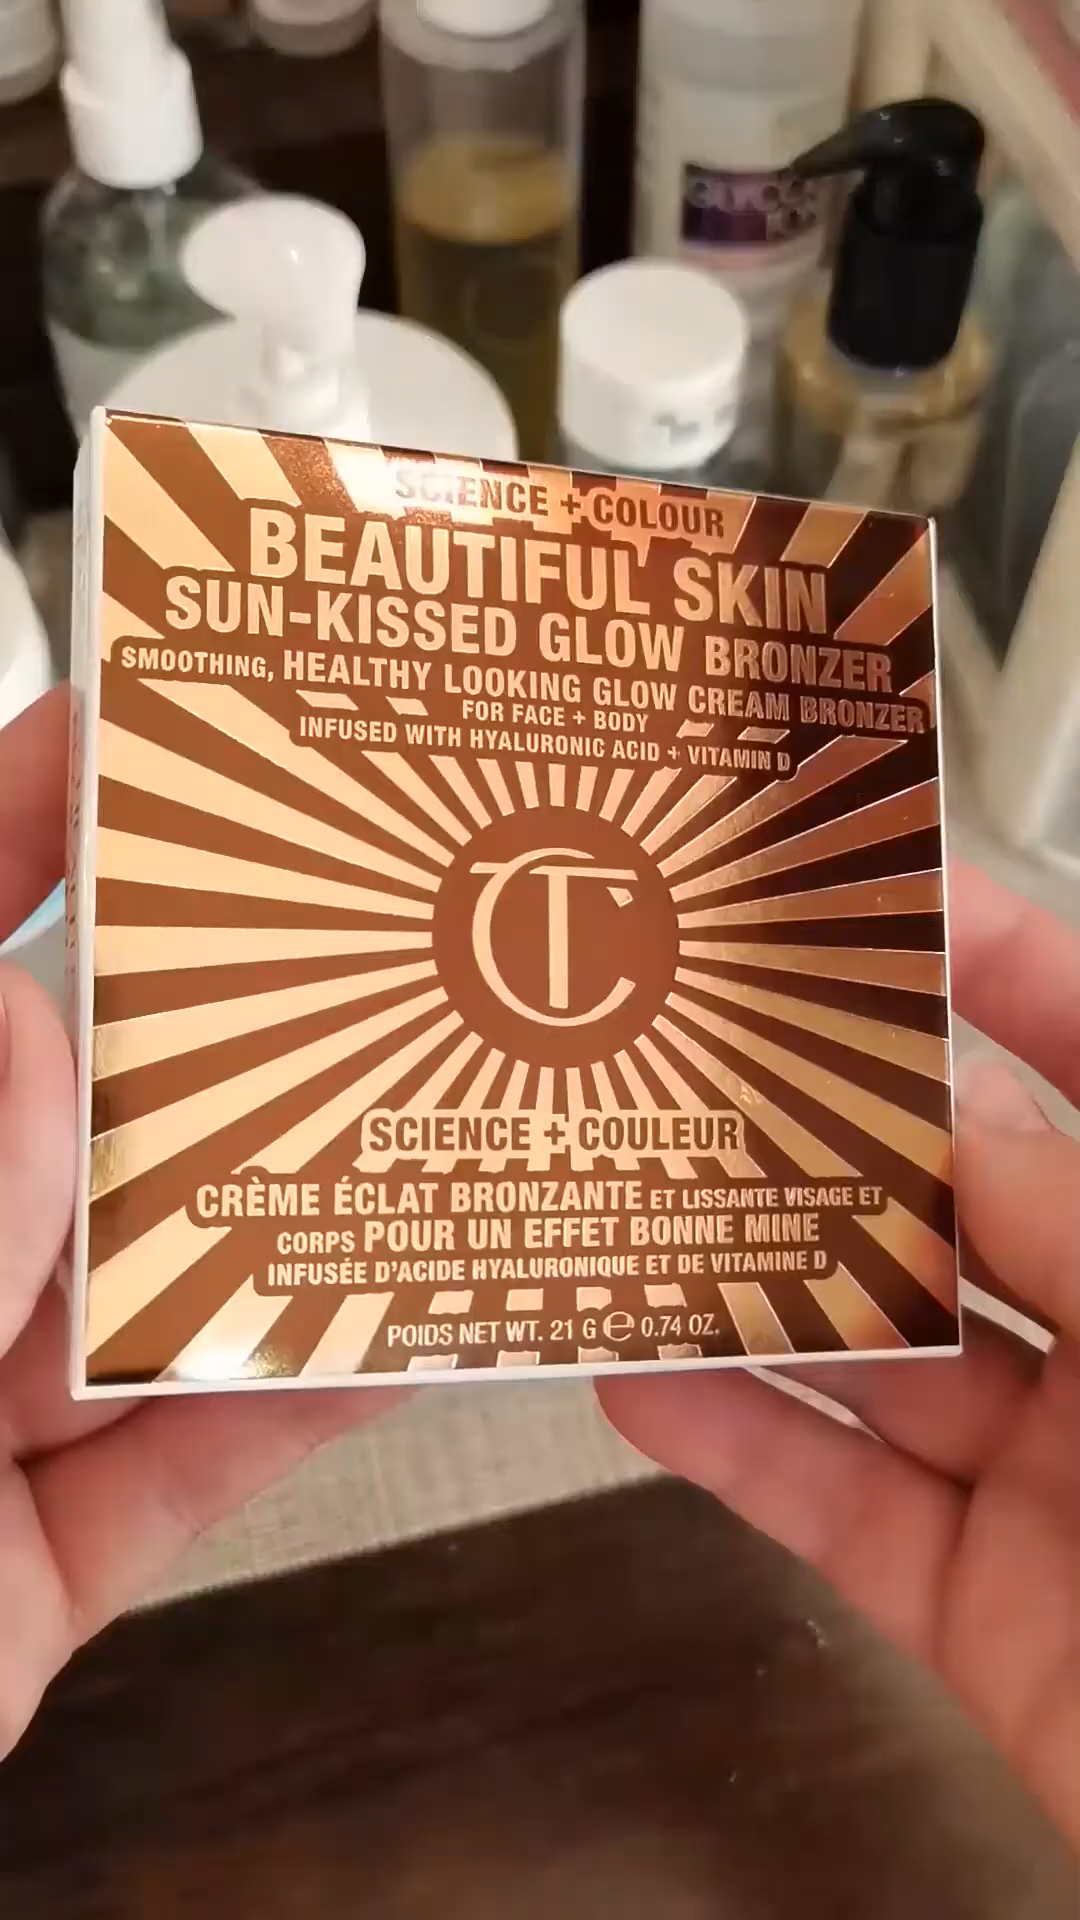 SCIENCE + COLOUR
BEAUTIFUL SKIN
SUN-KISSED GLOW BRONZER
SMOOTHING, HEALTHY LOOKING GLOW CREAM BRONZER
FOR FACE + BODY
INFUSED WITH HYALURONIC ACID + VITAMIN D
CT
SCIENCE + COULEUR
CRÈME ÉCLAT BRONZANTE ET LISSANTE VISAGE ET
CORPS POUR UN EFFET BONNE MINE
INFUSÉE D'ACIDE HYALURONIQUE ET DE VITAMINE D
POIDS NET WT. 21 G ℮ 0.74 OZ.